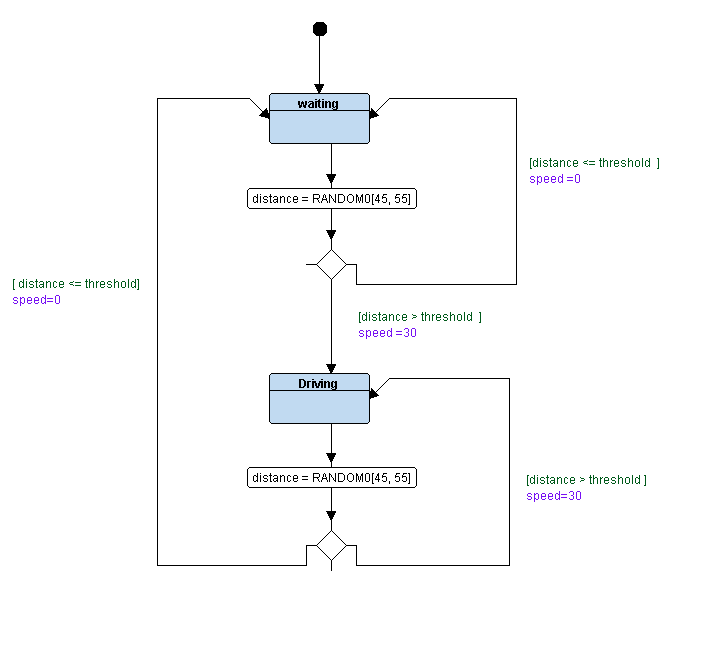 waiting
[distance <= threshold ]
speed =0
distance = RANDOM0[45, 55]
[ distance <= threshold]
speed=0
[distance > threshold ]
speed =30
Driving
distance = RANDOM0[45, 55]
[distance > threshold ]
speed=30